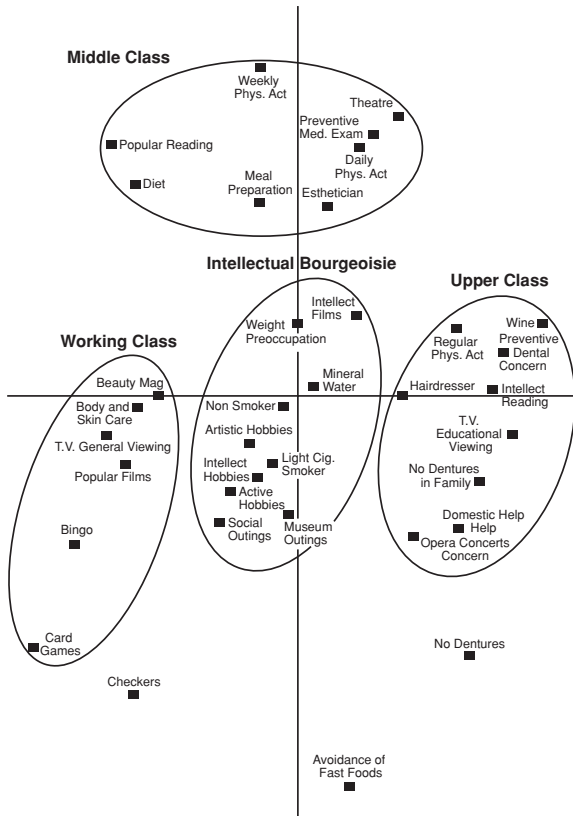 Middle Class
Weekly
Phys. Act
Theatre
Preventive
Med. Exam
Popular Reading
Daily
Phys. Act
Diet
Meal
Preparation
Esthetician
Intellectual Bourgeoisie
Upper Class
Intellect
Films
Weight
Preoccupation
Wine
Regular
Phys. Act
Preventive
Dental
Concern
Working Class
Beauty Mag
Mineral
Water
Hairdresser
Intellect
Reading
Body and
Skin Care
Non Smoker
T.V. General Viewing
Artistic Hobbies
T.V.
Educational
Viewing
Popular Films
Intellect
Hobbies
Light Cig.
Smoker
No Dentures
in Family
Active
Hobbies
Social
Outings
Museum
Outings
Domestic Help
Help
Opera Concerts
Concern
Bingo
Card
Games
No Dentures
Checkers
Avoidance of
Fast Foods